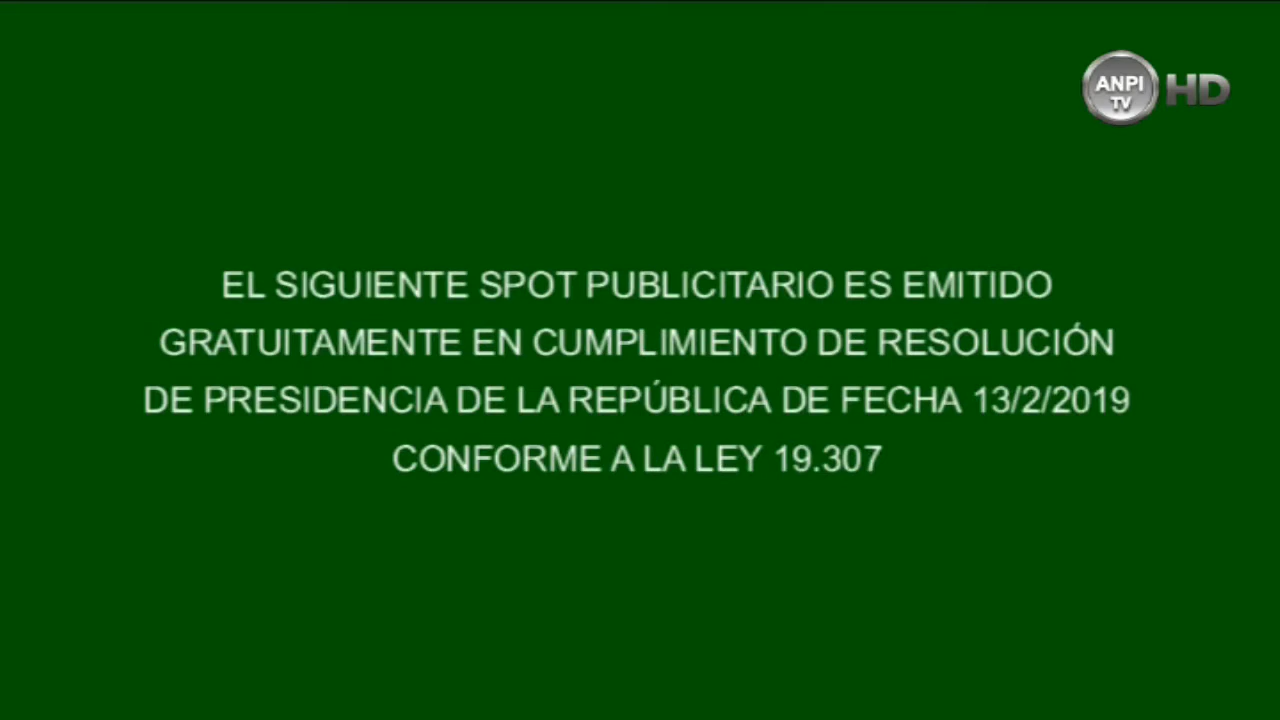 ANPI
TV
HD
EL SIGUIENTE SPOT PUBLICITARIO ES EMITIDO
GRATUITAMENTE EN CUMPLIMIENTO DE RESOLUCIÓN
DE PRESIDENCIA DE LA REPÚBLICA DE FECHA 13/2/2019
CONFORME A LA LEY 19.307